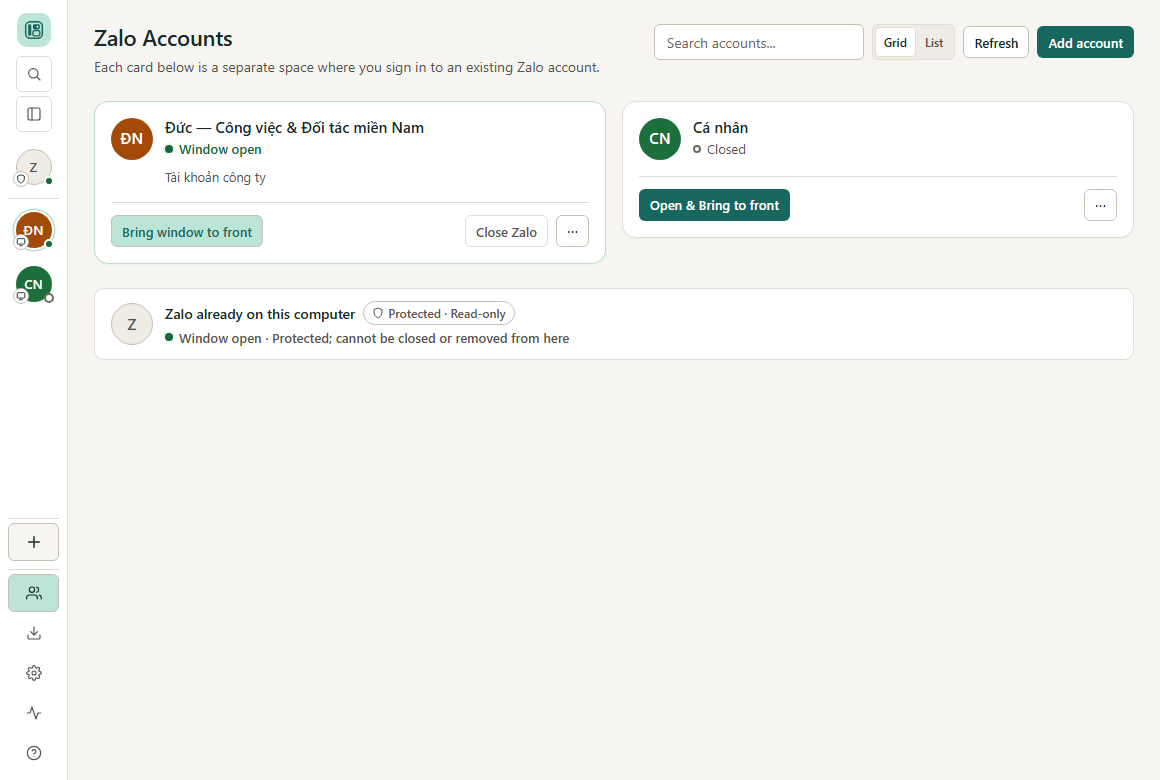 Zalo Accounts
Each card below is a separate space where you sign in to an existing Zalo account.
Search accounts...
Grid
List
Refresh
Add account
Z
ĐN
CN
ĐN
Đức — Công việc & Đối tác miền Nam
Window open
Tài khoản công ty
Bring window to front
Close Zalo
...
CN
Cá nhân
Closed
Open & Bring to front
...
Z
Zalo already on this computer
Protected · Read-only
Window open · Protected; cannot be closed or removed from here